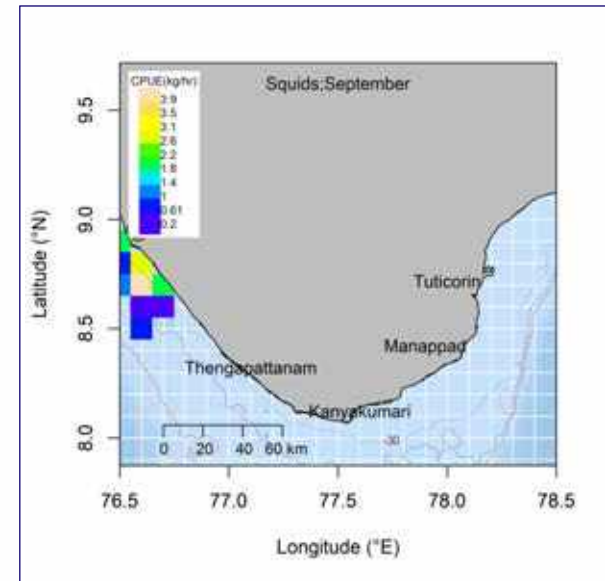 CPUE(kg/hr)
Squids;September
3.9
3.5
3.1
2.6
2.2
1.8
1.4
1
0.61
0.2
9.5
9.0
8.5
8.0
Latitude (°N)
Tuticorin
Manappad
Thengapattanam
Kanyakumari
-30
0 20 40 60 km
76.5 77.0 77.5 78.0 78.5
Longitude (°E)